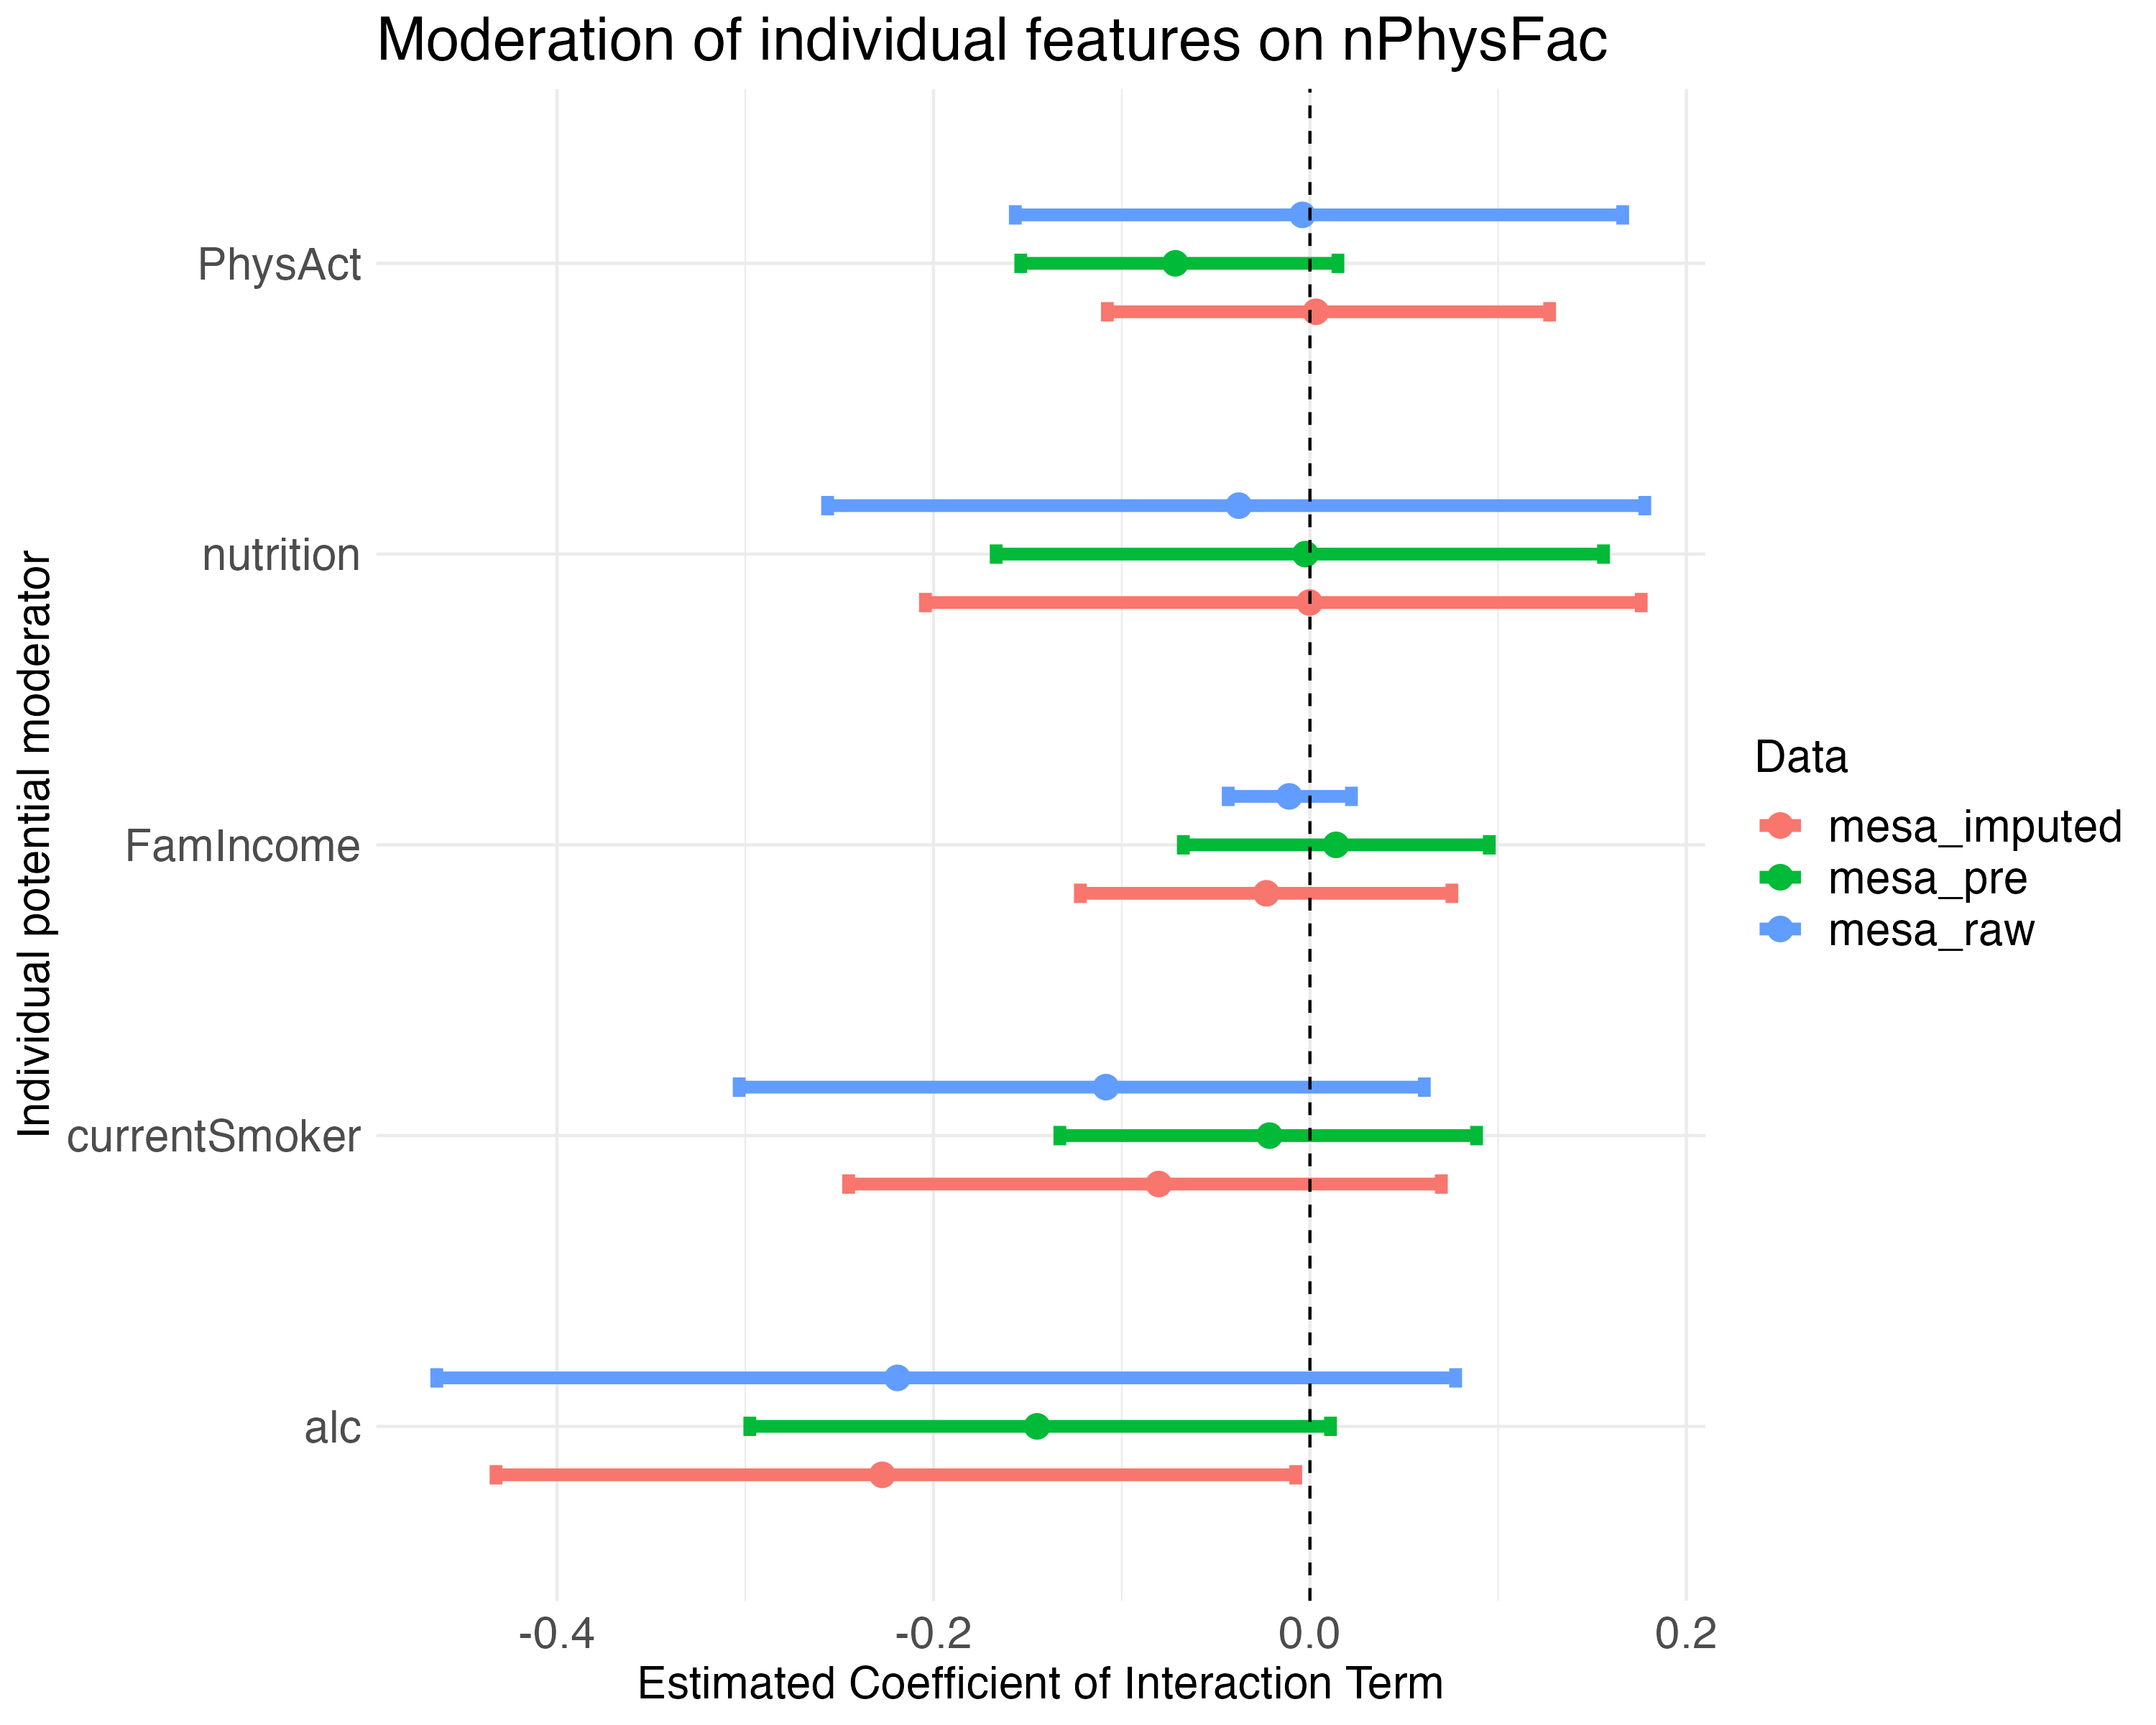 Moderation of individual features on nPhysFac
Individual potential moderator
PhysAct
nutrition
FamIncome
currentSmoker
alc
-0.4
-0.2
0.0
0.2
Estimated Coefficient of Interaction Term
Data
mesa_imputed
mesa_pre
mesa_raw